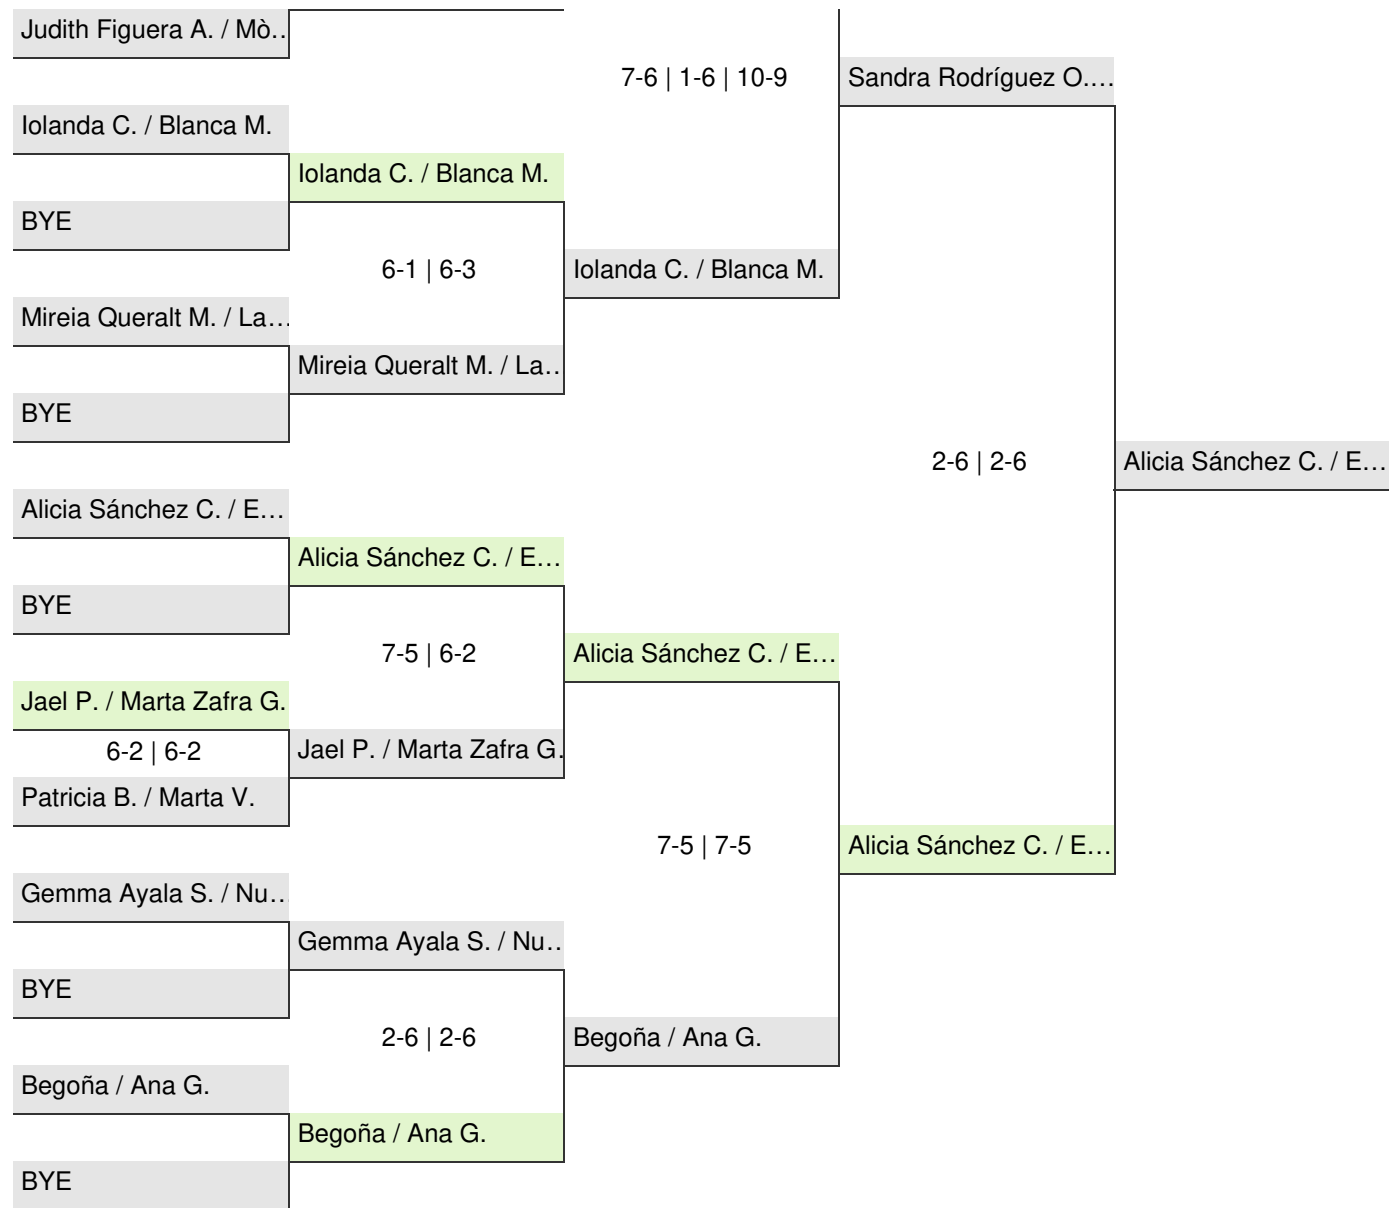 Judith Figuera A. / Mò...
7-6 | 1-6 | 10-9
Sandra Rodríguez O....
Iolanda C. / Blanca M.
Iolanda C. / Blanca M.
BYE
6-1 | 6-3
Iolanda C. / Blanca M.
Mireia Queralt M. / La...
Mireia Queralt M. / La...
BYE
2-6 | 2-6
Alicia Sánchez C. / E...
Alicia Sánchez C. / E...
Alicia Sánchez C. / E...
BYE
7-5 | 6-2
Alicia Sánchez C. / E...
Jael P. / Marta Zafra G.
6-2 | 6-2
Jael P. / Marta Zafra G.
Patricia B. / Marta V.
7-5 | 7-5
Alicia Sánchez C. / E...
Gemma Ayala S. / Nu...
Gemma Ayala S. / Nu...
BYE
2-6 | 2-6
Begoña / Ana G.
Begoña / Ana G.
Begoña / Ana G.
BYE